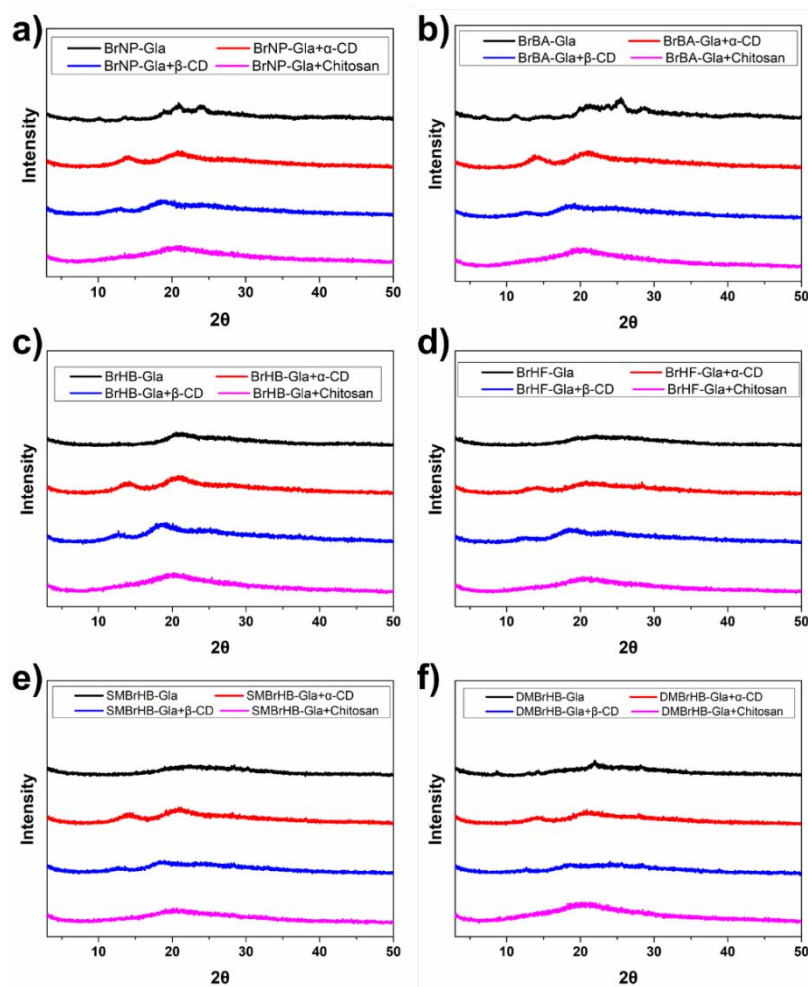 a)
BrNP-Gla BrNP-Gla+α-CD
BrNP-Gla+β-CD BrNP-Gla+Chitosan
Intensity
10 20 30 40 50
2θ
b)
BrBA-Gla BrBA-Gla+α-CD
BrBA-Gla+β-CD BrBA-Gla+Chitosan
Intensity
10 20 30 40 50
2θ
c)
BrHB-Gla BrHB-Gla+α-CD
BrHB-Gla+β-CD BrHB-Gla+Chitosan
Intensity
10 20 30 40 50
2θ
d)
BrHF-Gla BrHF-Gla+α-CD
BrHF-Gla+β-CD BrHF-Gla+Chitosan
Intensity
10 20 30 40 50
2θ
e)
SMBrHB-Gla SMBrHB-Gla+α-CD
SMBrHB-Gla+β-CD SMBrHB-Gla+Chitosan
Intensity
10 20 30 40 50
2θ
f)
DMBrHB-Gla DMBrHB-Gla+α-CD
DMBrHB-Gla+β-CD DMBrHB-Gla+Chitosan
Intensity
10 20 30 40 50
2θ